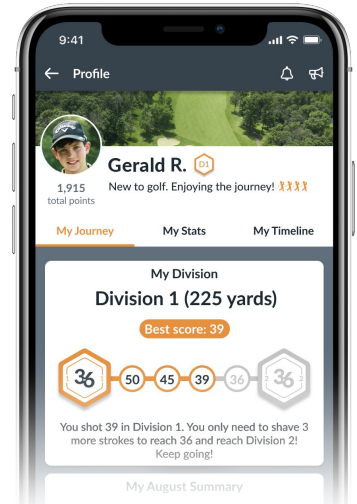 9:41
Profile
Gerald R. D1
1,915
total points
New to golf. Enjoying the journey!
My Journey My Stats My Timeline
My Division
Division 1 (225 yards)
Best score: 39
36 50 45 39 36 36
You shot 39 in Division 1. You only need to shave 3
more strokes to reach 36 and reach Division 2!
Keep going!
My August Summary